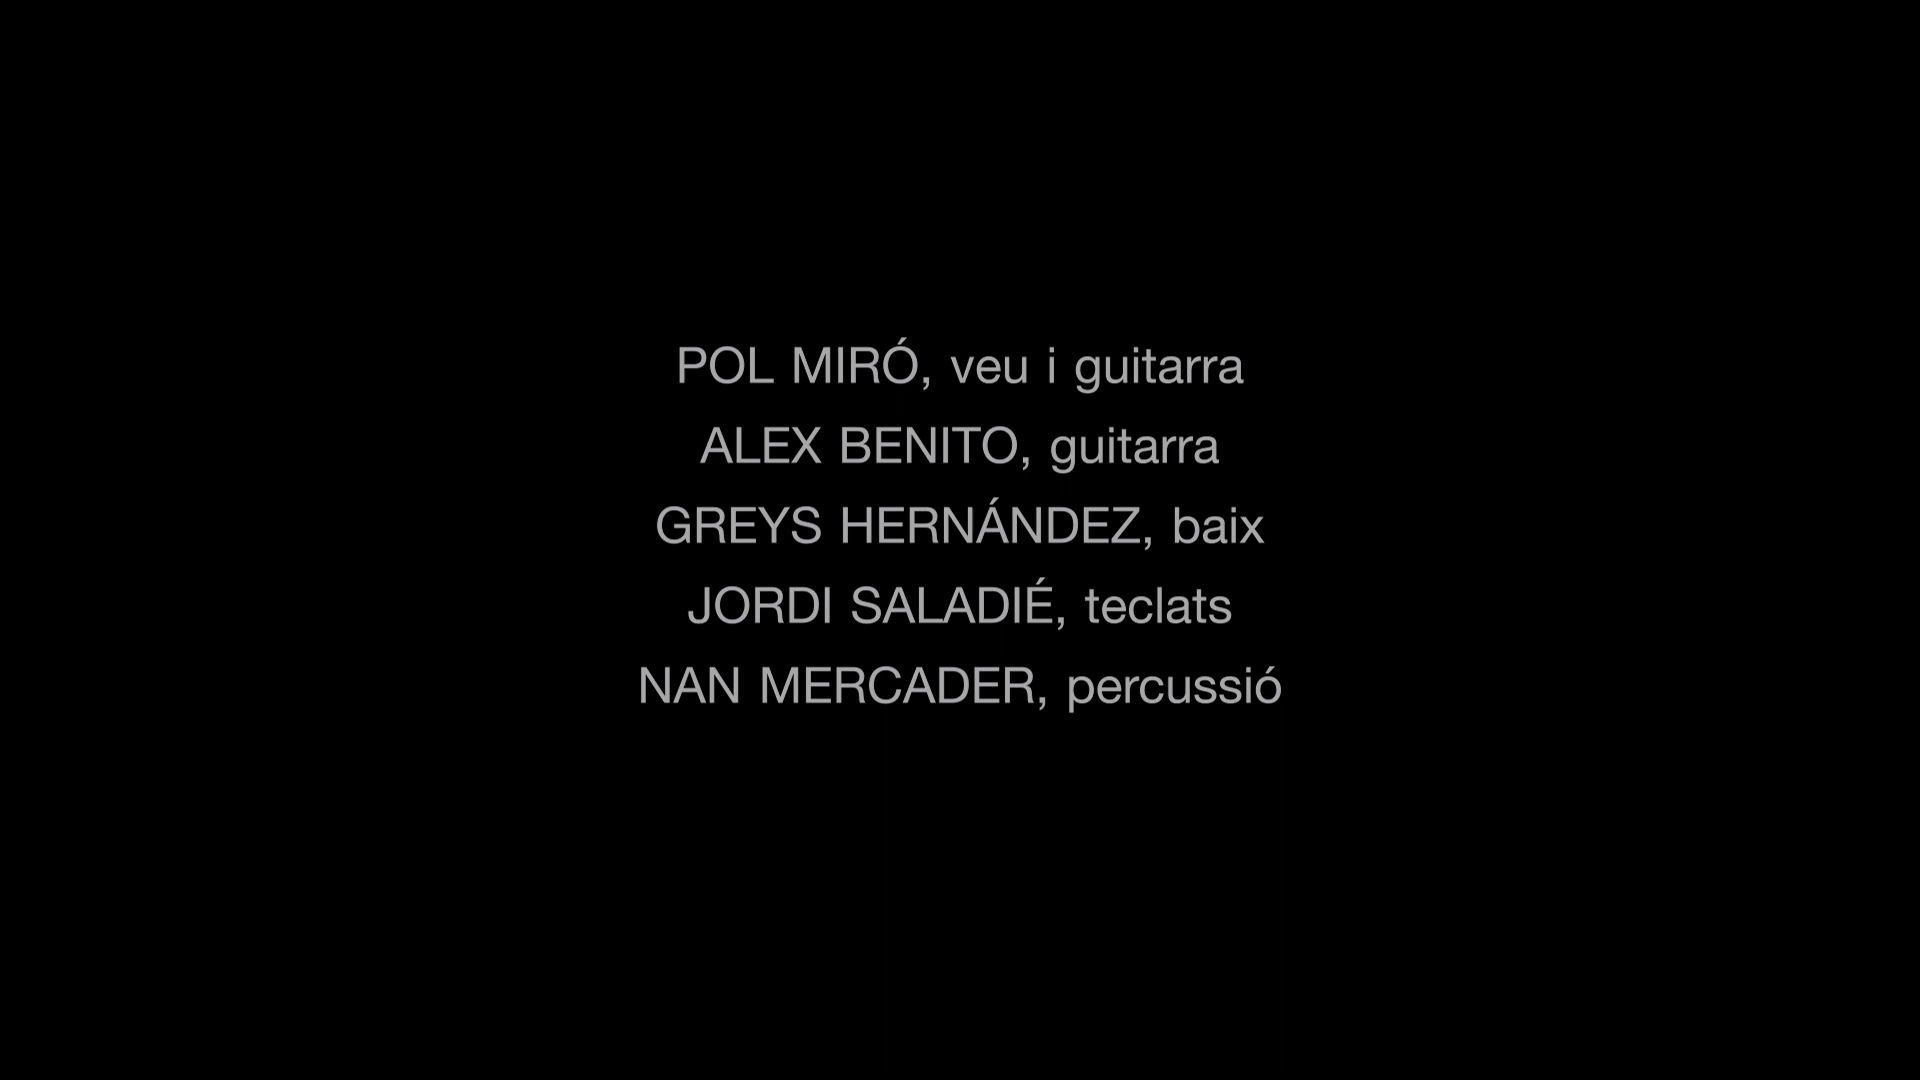 POL MIRÓ, veu i guitarra
ALEX BENITO, guitarra
GREYS HERNÁNDEZ, baix
JORDI SALADIÉ, teclats
NAN MERCADER, percussió